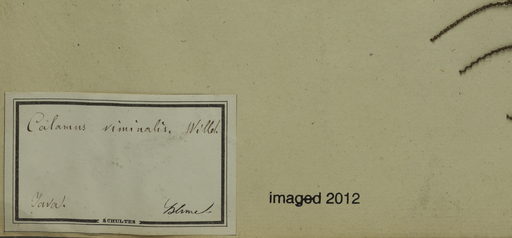 Calamus viminalis, Willd.
Java.
Blume.
SCHULTES
imaged 2012